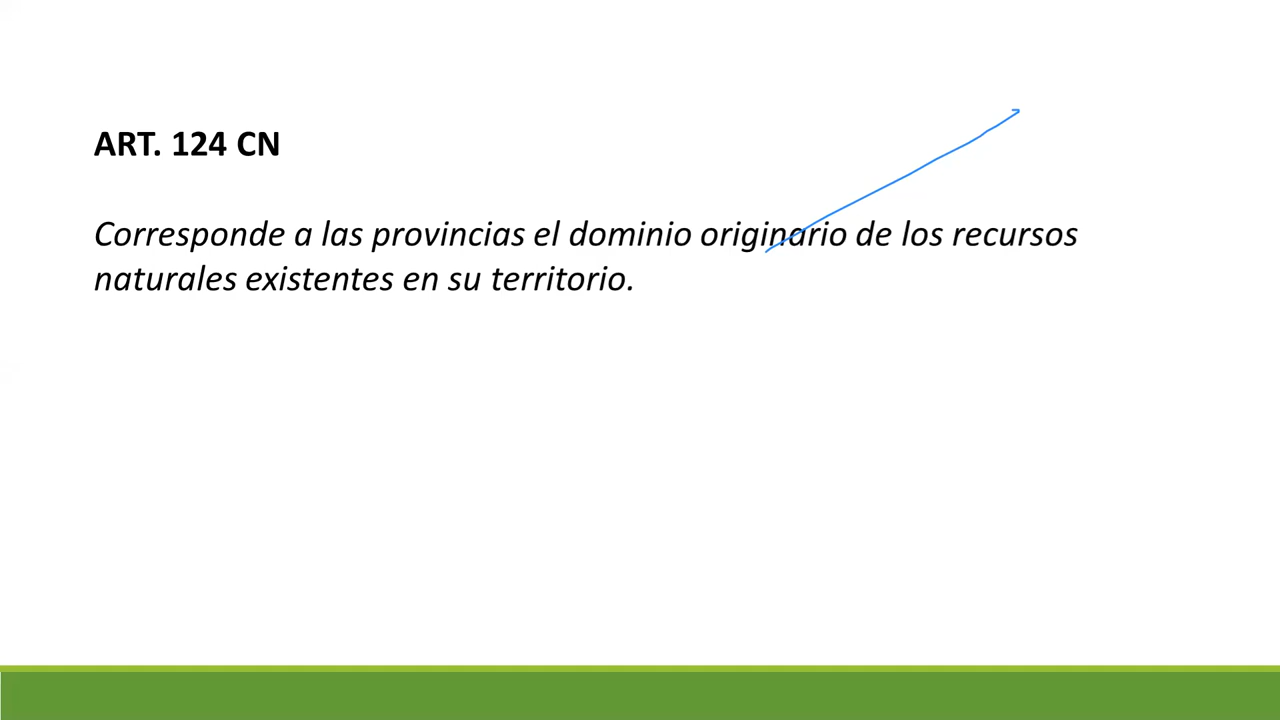 ART. 124 CN
Corresponde a las provincias el dominio originario de los recursos
naturales existentes en su territorio.